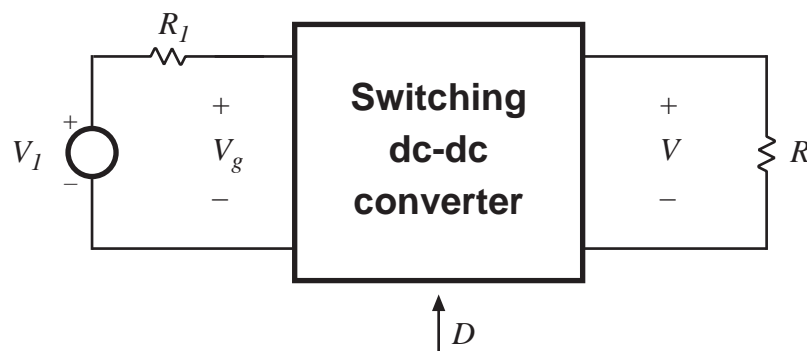 R1
+
V1
−
+
Vg
−
Switching
dc-dc
converter
+
V
−
R
D